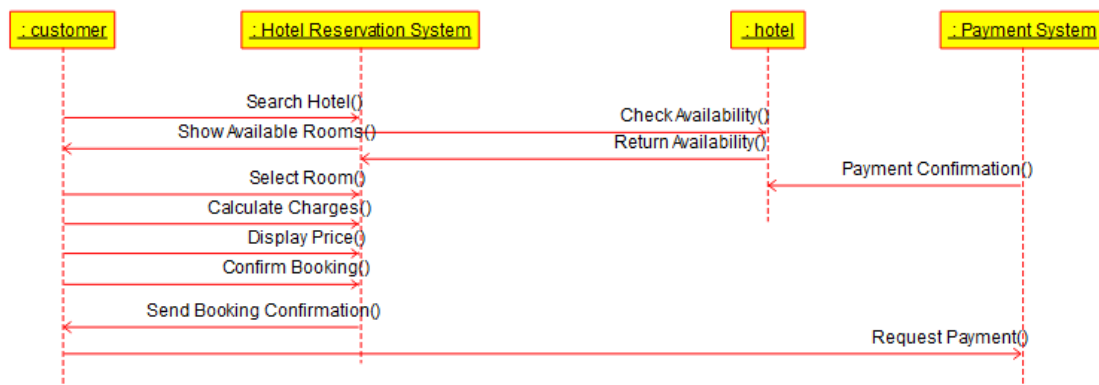 : customer
: Hotel Reservation System
: hotel
: Payment System
Search Hotel()
Check Availability()
Show Available Rooms()
Return Availability()
Payment Confirmation()
Select Room()
Calculate Charges()
Display Price()
Confirm Booking()
Send Booking Confirmation()
Request Payment()